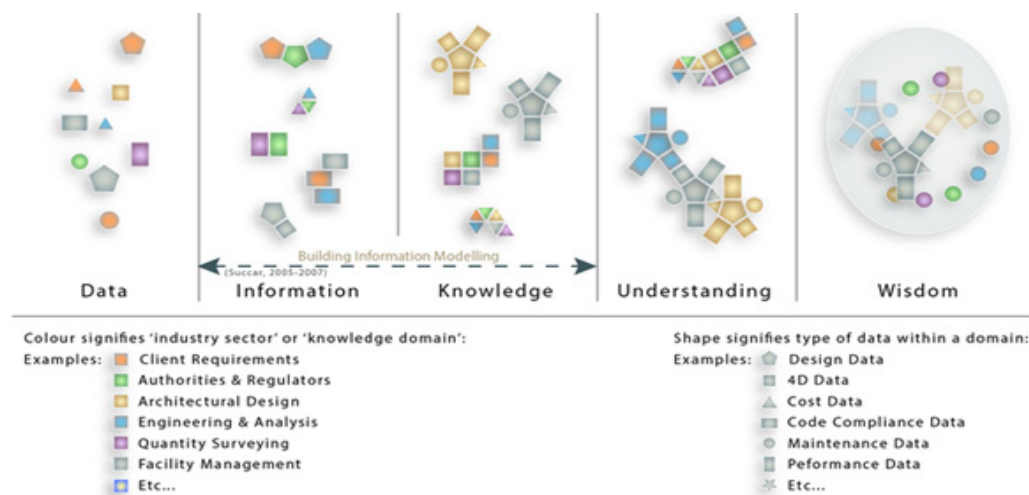 Building Information Modelling
(Succar, 2005-2007)
Data
Information
Knowledge
Understanding
Wisdom
Colour signifies 'industry sector' or 'knowledge domain':
Examples:
Client Requirements
Authorities & Regulators
Architectural Design
Engineering & Analysis
Quantity Surveying
Facility Management
Etc...
Shape signifies type of data within a domain:
Examples:
Design Data
4D Data
Cost Data
Code Compliance Data
Maintenance Data
Peformance Data
Etc...